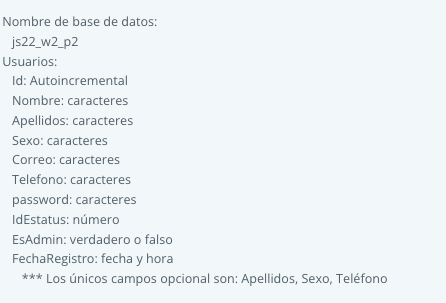 Nombre de base de datos:
js22_w2_p2
Usuarios:
Id: Autoincremental
Nombre: caracteres
Apellidos: caracteres
Sexo: caracteres
Correo: caracteres
Telefono: caracteres
password: caracteres
IdEstatus: número
EsAdmin: verdadero o falso
FechaRegistro: fecha y hora
*** Los únicos campos opcional son: Apellidos, Sexo, Teléfono